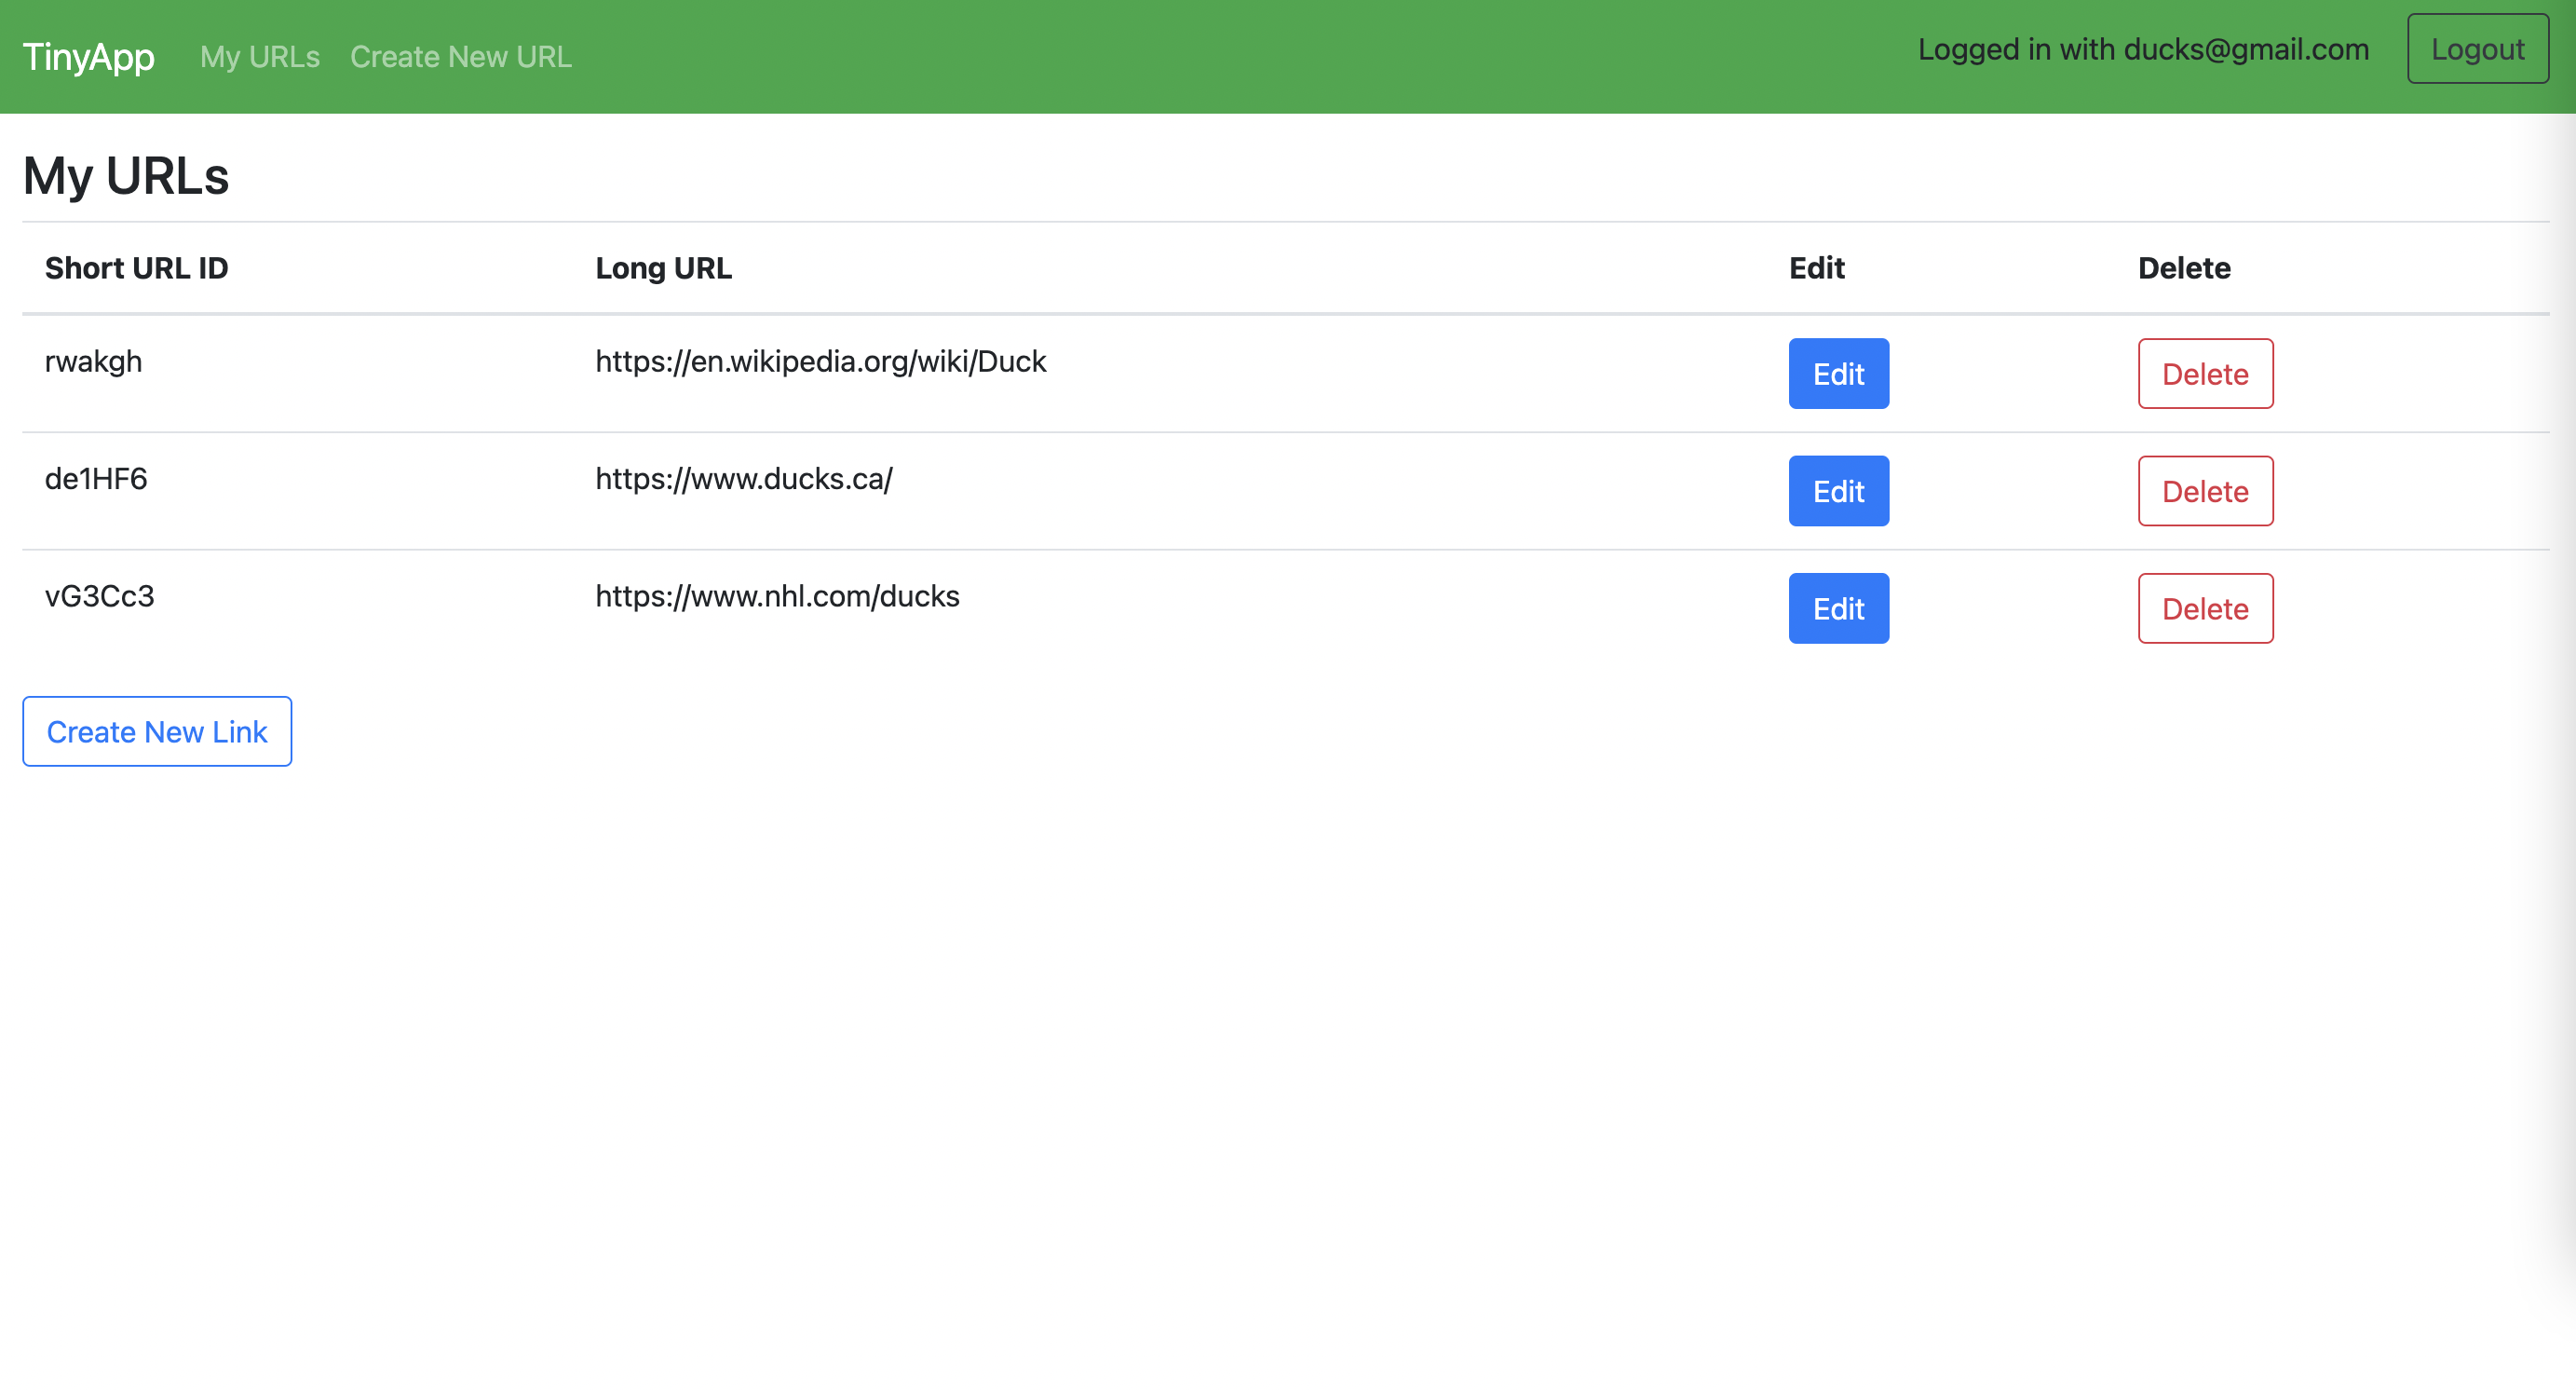 TinyApp My URLs Create New URL Logged in with ducks@gmail.com Logout
My URLs
Short URL ID Long URL Edit Delete
rwakgh https://en.wikipedia.org/wiki/Duck Edit Delete
de1HF6 https://www.ducks.ca/ Edit Delete
vG3Cc3 https://www.nhl.com/ducks Edit Delete
Create New Link